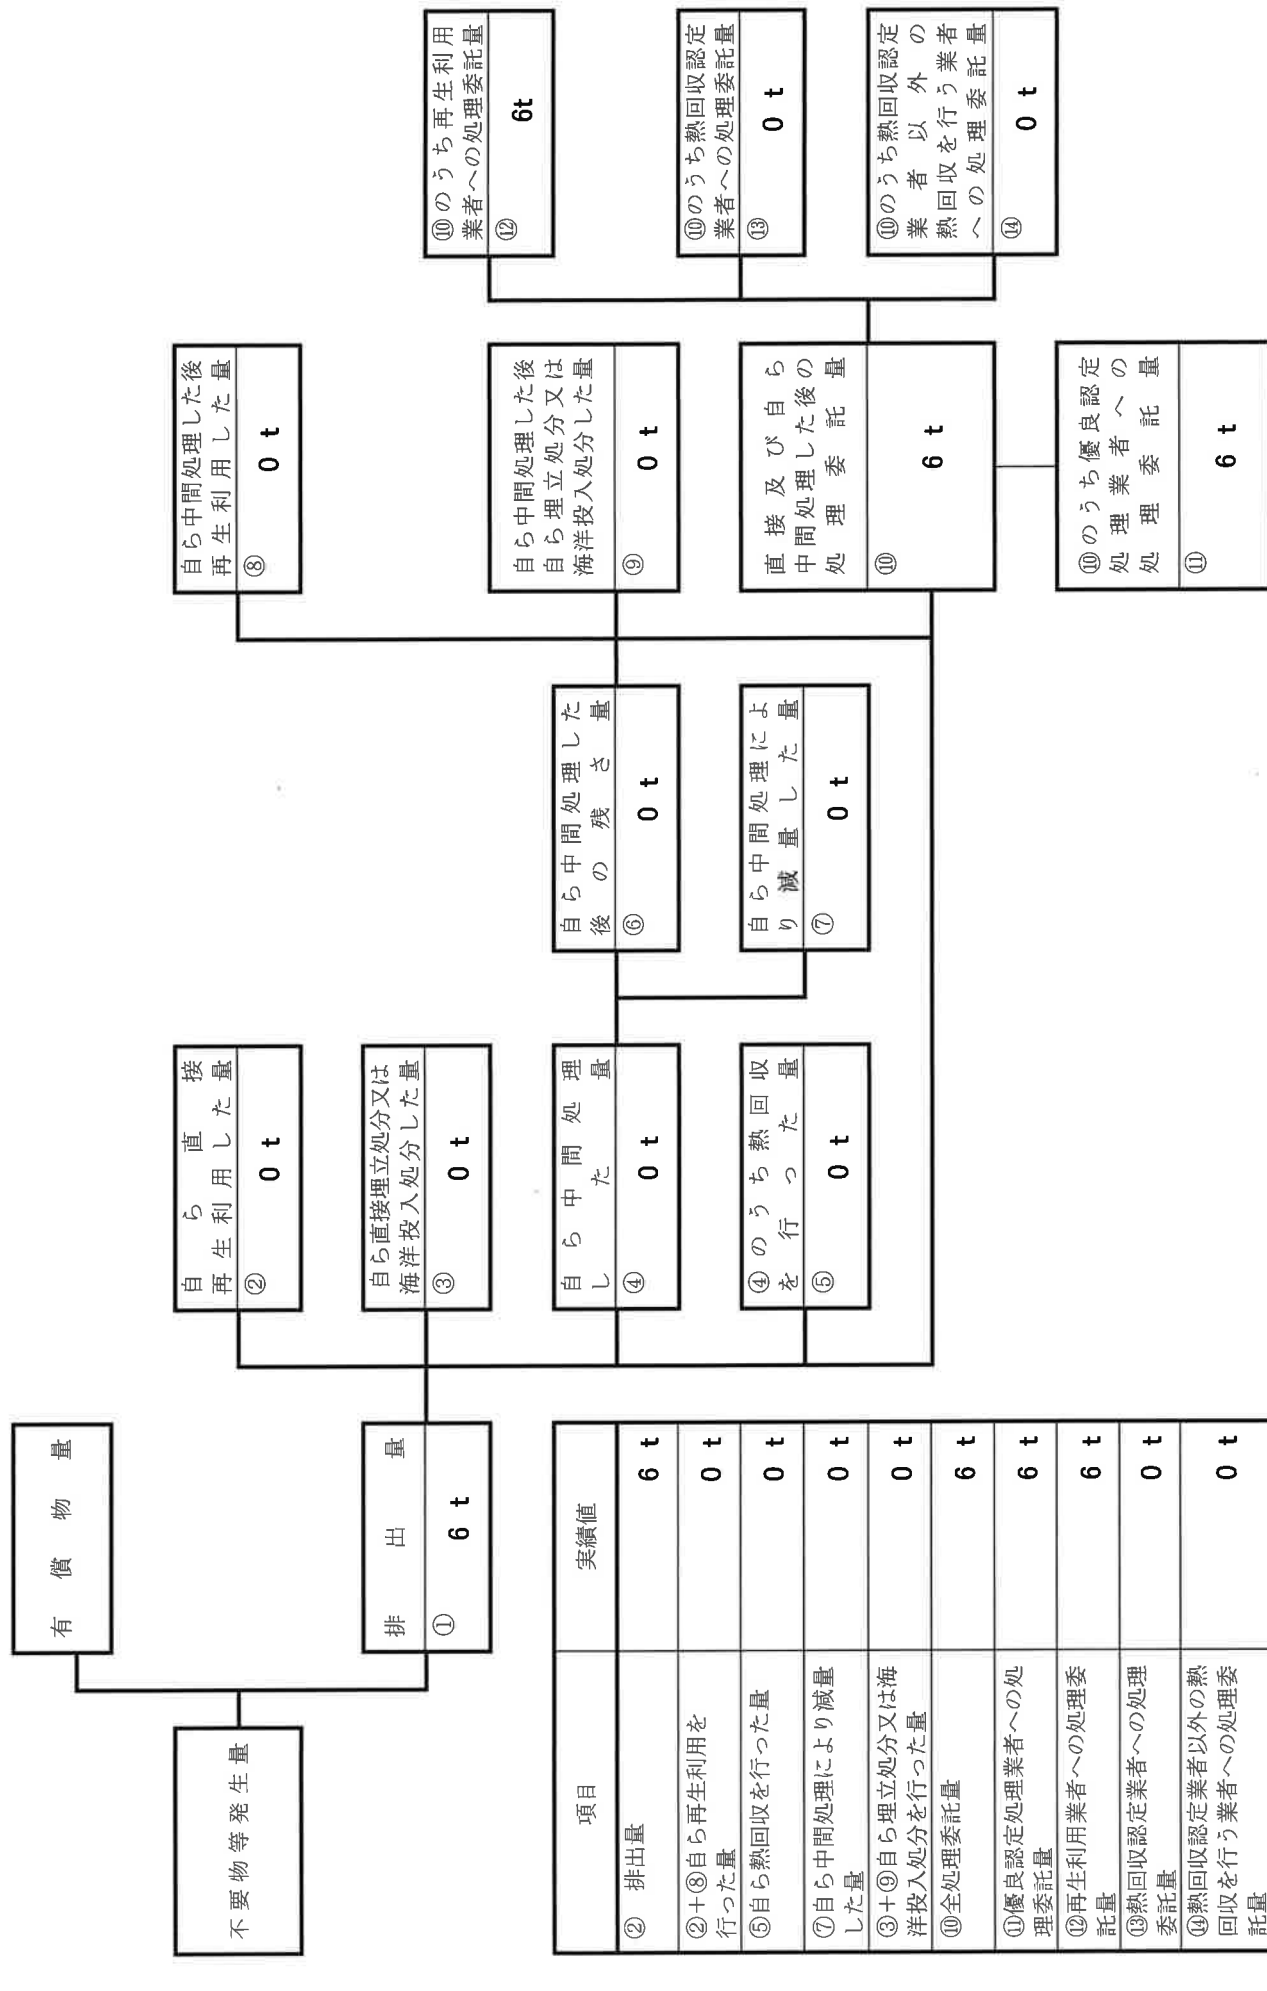 不要物等発生量
有償物量
排出量
① 6 t
自ら直接
再生利用した量
② 0 t
自ら直接埋立処分又は
海洋投入処分した量
③ 0 t
自ら中間処理
した量
④ 0 t
④のうち熱回収
を行った量
⑤ 0 t
自ら中間処理した
後の残さ量
⑥ 0 t
自ら中間処理によ
り減量した量
⑦ 0 t
自ら中間処理した後
再生利用した量
⑧ 0 t
自ら中間処理した後
自ら埋立処分又は
海洋投入処分した量
⑨ 0 t
直接及び自ら
中間処理した後の
処理委託量
⑩ 6 t
⑩のうち優良認定
処理業者への
処理委託量
⑪ 6 t
⑩のうち再生利用
業者への処理委託量
⑫ 6t
⑩のうち熱回収認定
業者への処理委託量
⑬ 0 t
⑩のうち熱回収認定
業者以外の
熱回収を行う業者
への処理委託量
⑭ 0 t
項目 実績値
② 排出量 6 t
②+⑧自ら再生利用を
行った量 0 t
⑤自ら熱回収を行った量 0 t
⑦自ら中間処理により減量
した量 0 t
③+⑨自ら埋立処分又は海
洋投入処分を行った量 0 t
⑩全処理委託量 6 t
⑪優良認定処理業者への処
理委託量 6 t
⑫再生利用業者への処理委
託量 6 t
⑬熱回収認定業者への処理
委託量 0 t
⑭熱回収認定業者以外の熱
回収を行う業者への処理委
託量 0 t